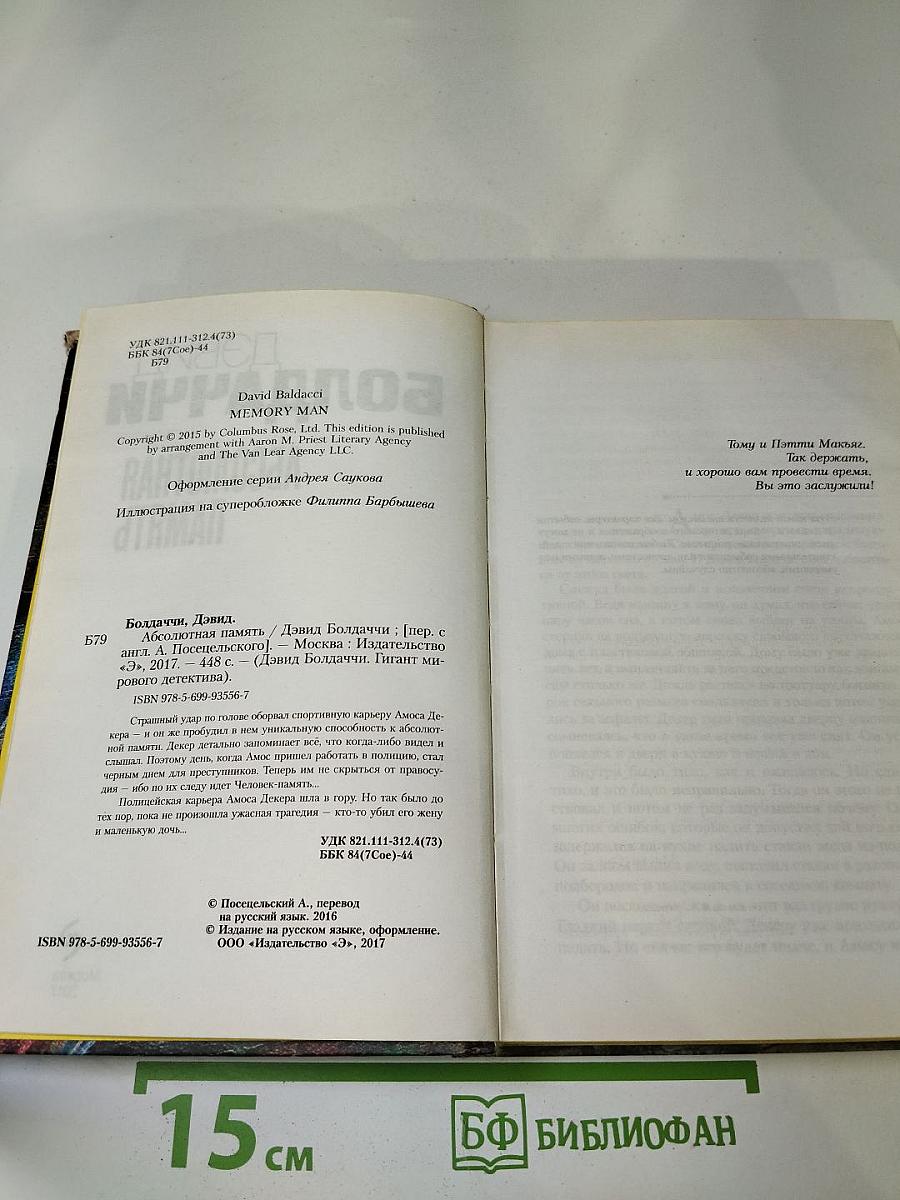 УДК 821.111-312.4(73)
ББК 84(7Сое)-44
Б79
David Baldacci
MEMORY MAN
Copyright © 2015 by Columbus Rose, Ltd. This edition is published
by arrangement with Aaron M. Priest Literary Agency
and The Van Lear Agency LLC.
Оформление серии Андрея Саукова
Иллюстрация на суперобложке Филиппа Барбышева
Болдаччи, Дэвид.
Б79 Абсолютная память / Дэвид Болдаччи ; [пер. с
англ. А. Посецельского]. — Москва : Издательство
«Э», 2017. — 448 с. — (Дэвид Болдаччи. Гигант ми-
рового детектива).
ISBN 978-5-699-93556-7
Страшный удар по голове оборвал спортивную карьеру Амоса Де-
кера — и он же пробудил в нем уникальную способность к абсолют-
ной памяти. Декер детально запоминает всё, что когда-либо видел и
слышал. Поэтому день, когда Амос пришел работать в полицию, стал
черным днем для преступников. Теперь им не скрыться от правосу-
дия — ибо по их следу идет Человек-память...
Полицейская карьера Амоса Декера шла в гору. Но так было до
тех пор, пока не произошла ужасная трагедия — кто-то убил его жену
и маленькую дочь...
УДК 821.111-312.4(73)
ББК 84(7Сое)-44
© Посецельский А., перевод
на русский язык. 2016
© Издание на русском языке, оформление.
ООО «Издательство «Э», 2017
ISBN 978-5-699-93556-7
Тому и Пэтти Макьяг.
Так держать,
и хорошо вам провести время.
Вы это заслужили!
15 см
БФ БИБЛИОФАН